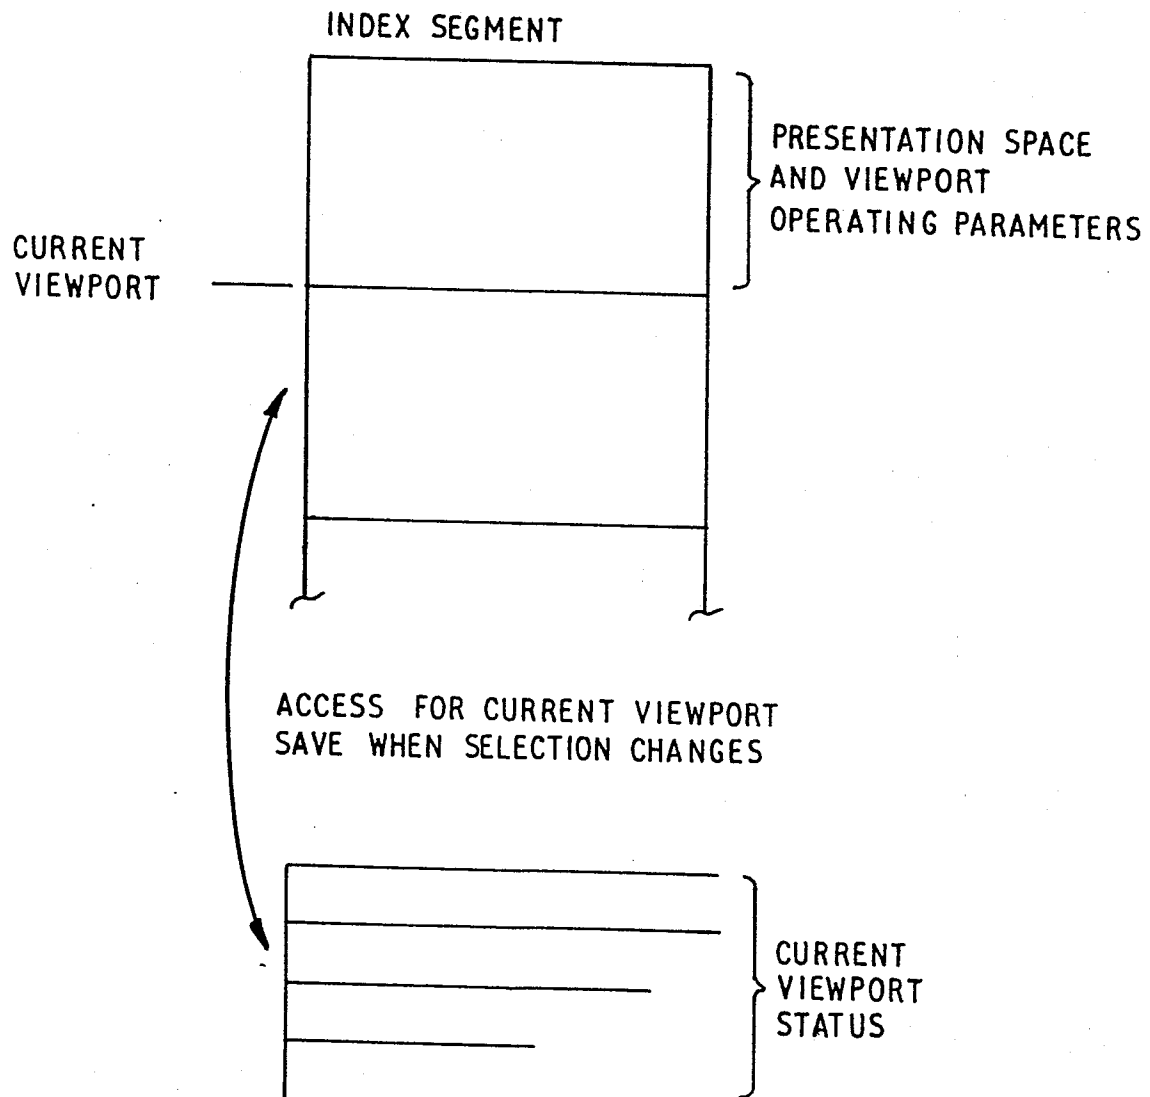 INDEX SEGMENT
PRESENTATION SPACE
AND VIEWPORT
OPERATING PARAMETERS
CURRENT
VIEWPORT
ACCESS FOR CURRENT VIEWPORT
SAVE WHEN SELECTION CHANGES
CURRENT
VIEWPORT
STATUS